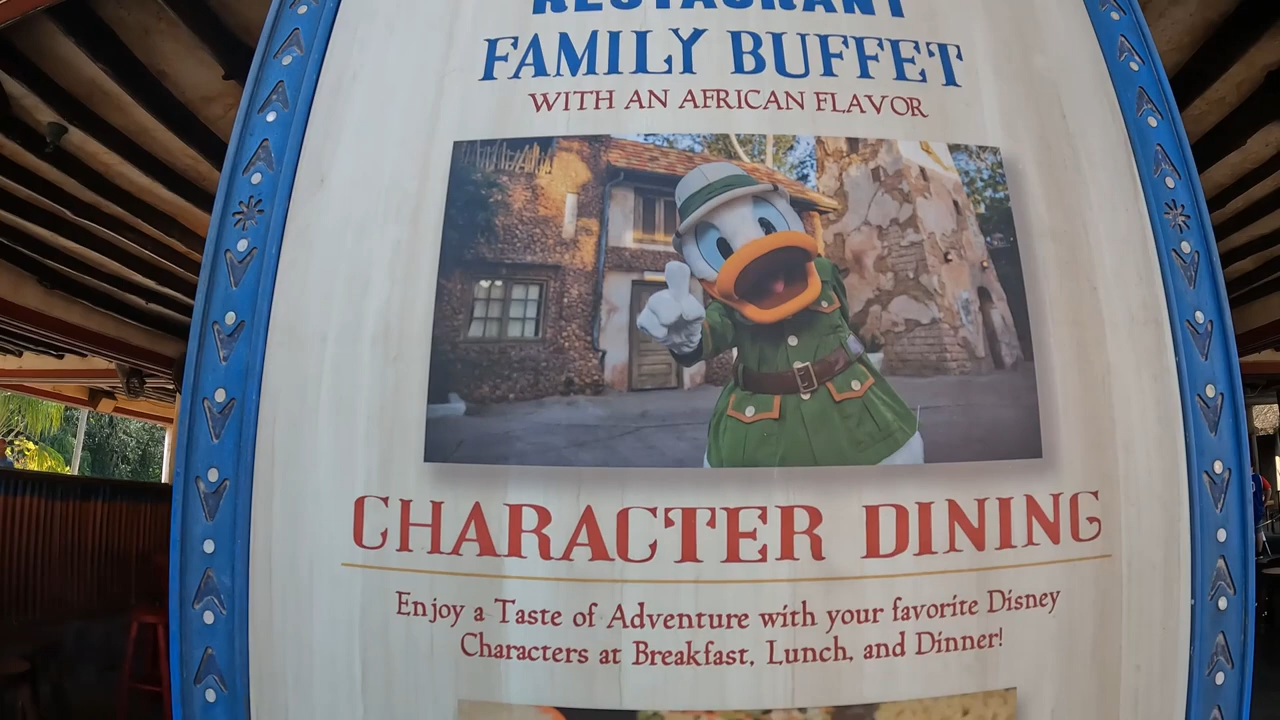 RESTAURANT
FAMILY BUFFET
WITH AN AFRICAN FLAVOR
CHARACTER DINING
Enjoy a Taste of Adventure with your favorite Disney
Characters at Breakfast, Lunch, and Dinner!